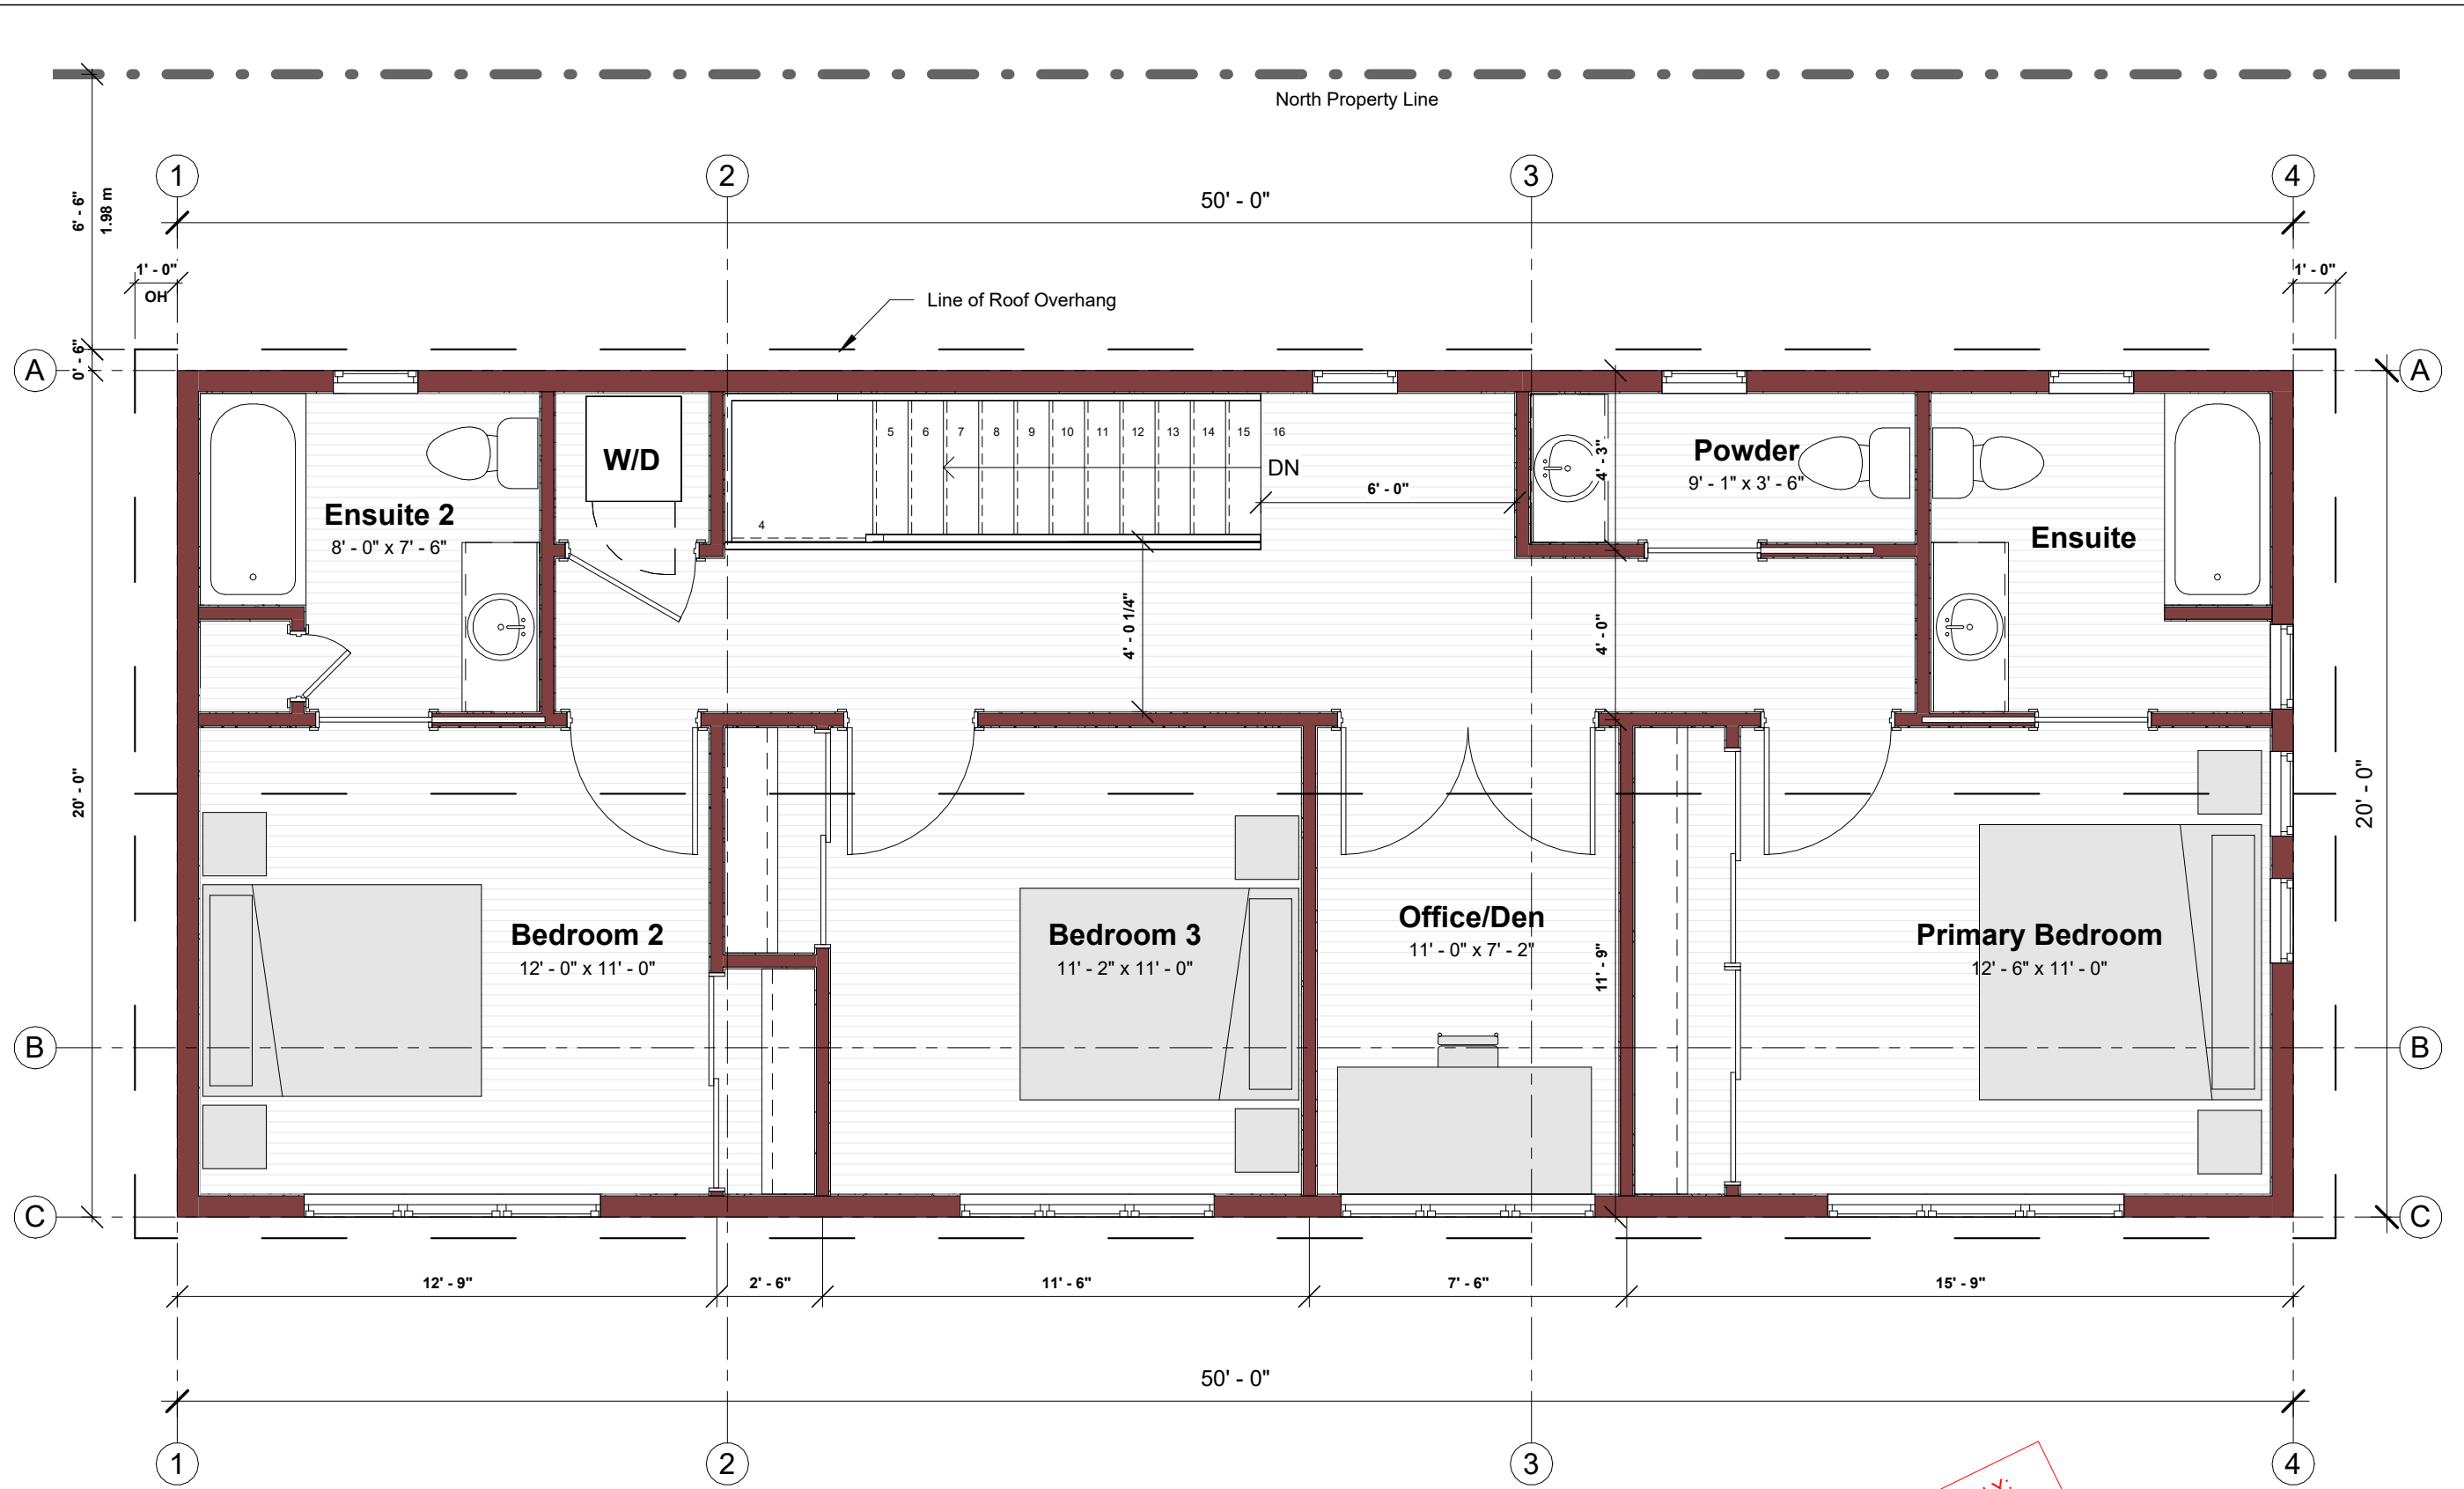 North Property Line
1
2
3
4
50' - 0"
6' - 6"
1.98 m
1' - 0"
OH
1' - 0"
Line of Roof Overhang
0' - 6"
A
A
5 6 7 8 9 10 11 12 13 14 15 16
W/D
Powder
9' - 1" x 3' - 6"
4' - 3"
DN
6' - 0"
Ensuite 2
8' - 0" x 7' - 6"
4
Ensuite
4' - 0 1/4"
4' - 0"
20' - 0"
20' - 0"
Bedroom 2
12' - 0" x 11' - 0"
Bedroom 3
11' - 2" x 11' - 0"
Office/Den
11' - 0" x 7' - 2"
11' - 9"
Primary Bedroom
12' - 6" x 11' - 0"
B
B
C
C
12' - 9"
2' - 6"
11' - 6"
7' - 6"
15' - 9"
50' - 0"
1
2
3
4